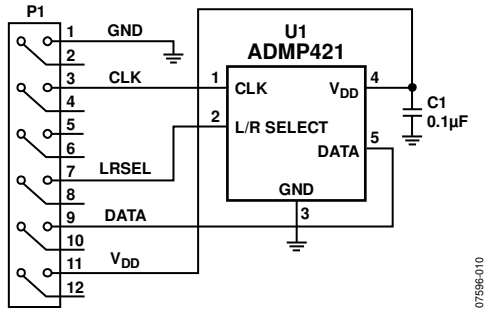 P1
1 GND
2
3 CLK
4
5
6
7 LRSEL
8
9 DATA
10
11 VDD
12
U1
ADMP421
1 CLK
VDD 4
2 L/R SELECT
DATA 5
GND
3
C1
0.1µF
07596-010